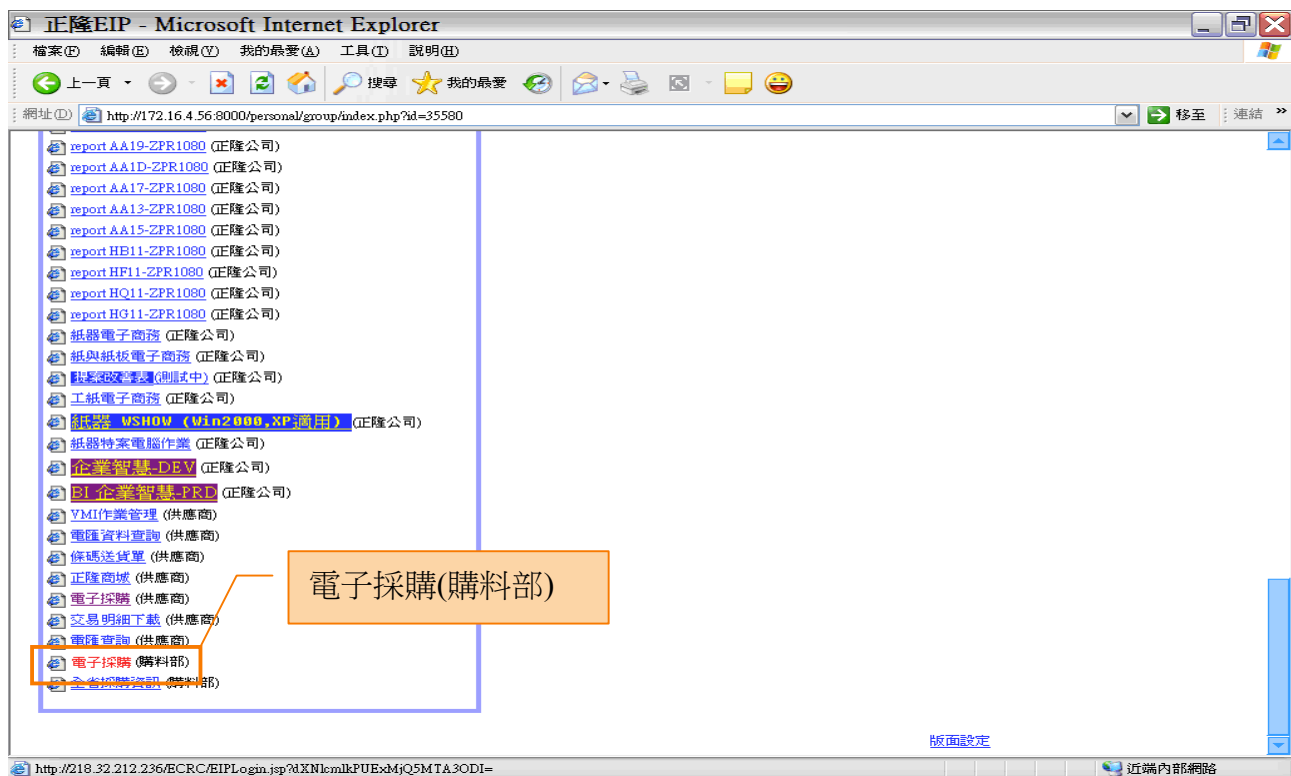 正隆EIP - Microsoft Internet Explorer
檔案(F) 編輯(E) 檢視(V) 我的最愛(A) 工具(T) 說明(H)
上一頁 搜尋 我的最愛
網址(D) http://172.16.4.56:8000/personal/group/index.php?id=35580 移至 連結 »
report AA19-ZPR1080 (正隆公司)
report AA1D-ZPR1080 (正隆公司)
report AA17-ZPR1080 (正隆公司)
report AA13-ZPR1080 (正隆公司)
report AA15-ZPR1080 (正隆公司)
report HB11-ZPR1080 (正隆公司)
report HF11-ZPR1080 (正隆公司)
report HQ11-ZPR1080 (正隆公司)
report HG11-ZPR1080 (正隆公司)
紙器電子商務 (正隆公司)
紙與紙板電子商務 (正隆公司)
提案改善表(測試中) (正隆公司)
工紙電子商務 (正隆公司)
紙器 WSHOW (Win2000,XP適用) (正隆公司)
紙器特案電腦作業 (正隆公司)
企業智慧-DEV (正隆公司)
BI 企業智慧-PRD (正隆公司)
VMI作業管理 (供應商)
電匯資料查詢 (供應商)
條碼送貨單 (供應商)
正隆商城 (供應商)
電子採購(購料部)
電子採購 (供應商)
交易明細下載 (供應商)
電匯查詢 (供應商)
電子採購 (購料部)
全省採購資訊 (購料部)
版面設定
http://218.32.212.236/ECRC/EIPLogin.jsp?dXNlcmlkPUExMjQ5MTA3ODI= 近端內部網路